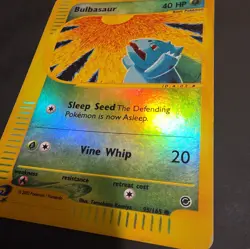 Bulbasaur 40 HP
Sleep Seed The Defending
Pokémon is now Asleep.
Vine Whip 20
weakness
resistance
retreat cost